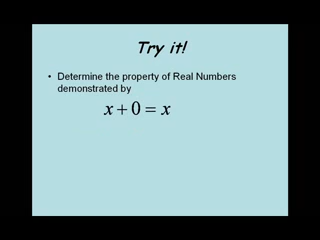 Try it!
• Determine the property of Real Numbers
demonstrated by
x + 0 = x